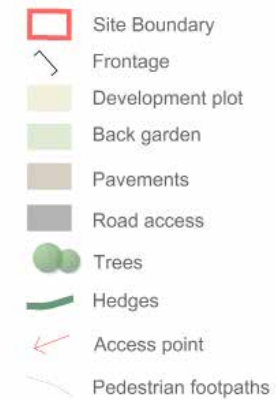 Site Boundary
Frontage
Development plot
Back garden
Pavements
Road access
Trees
Hedges
Access point
Pedestrian footpaths